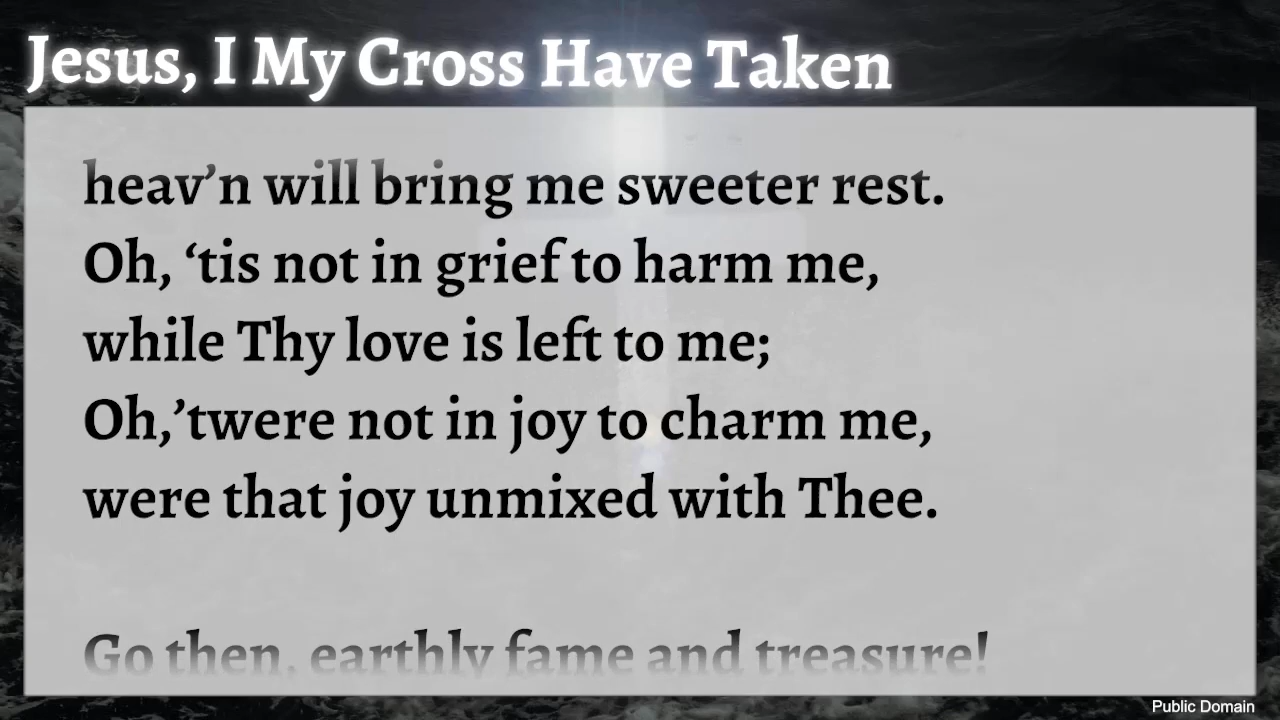 Jesus, I My Cross Have Taken
heav’n will bring me sweeter rest.
Oh, ‘tis not in grief to harm me,
while Thy love is left to me;
Oh,’twere not in joy to charm me,
were that joy unmixed with Thee.
Go then, earthly fame and treasure!
Public Domain